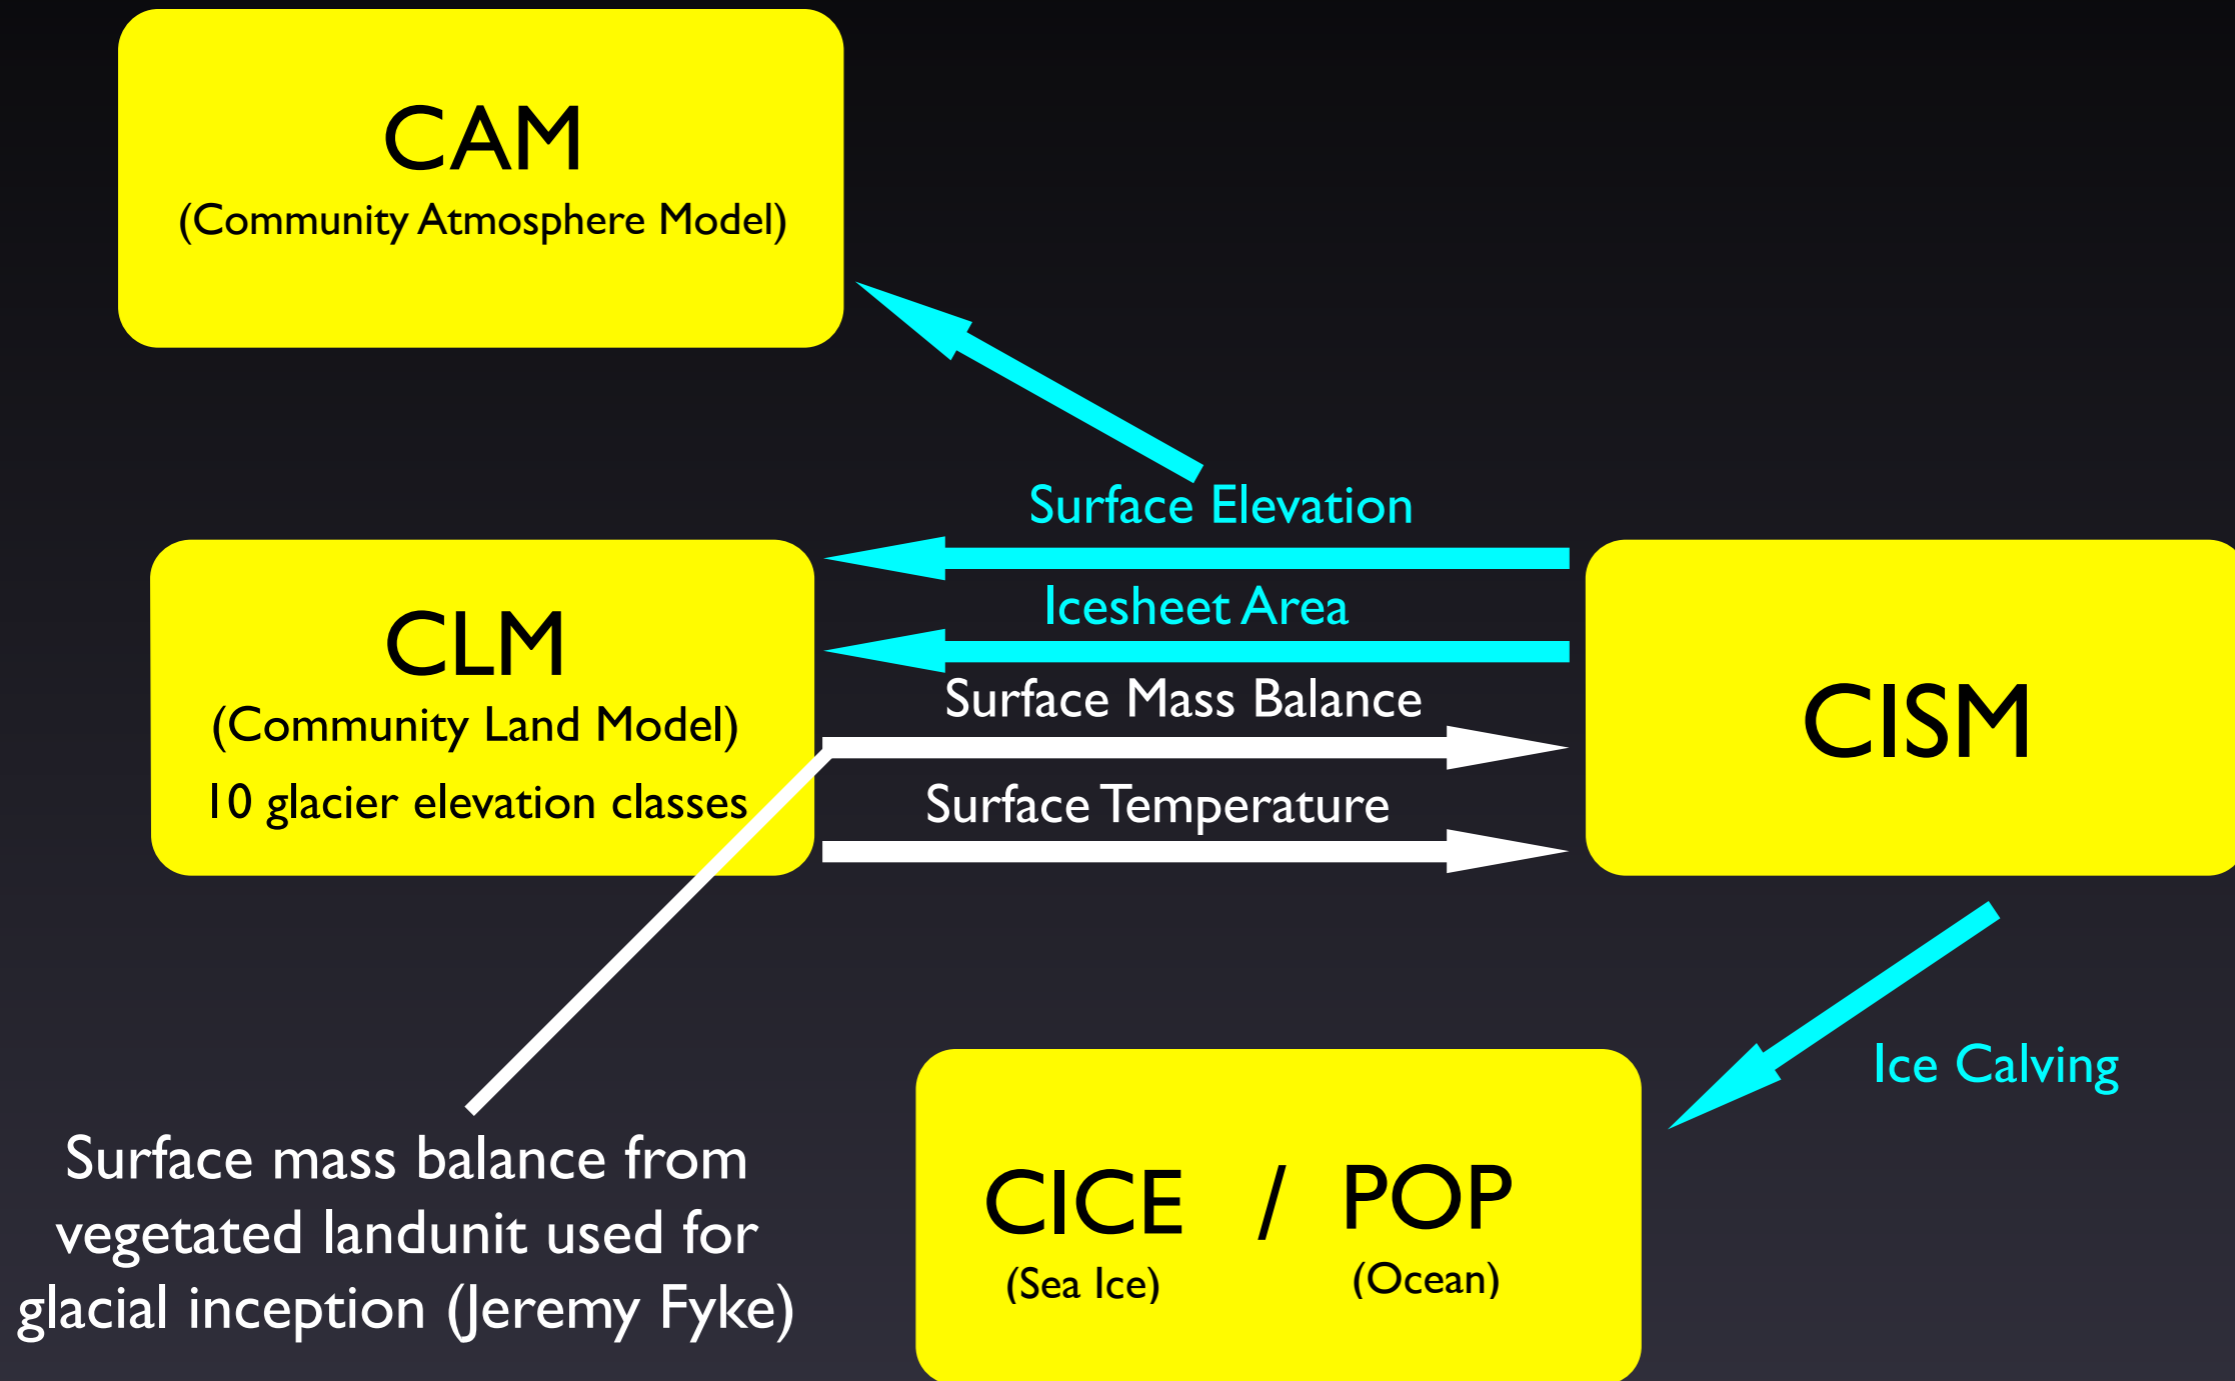 CAM
(Community Atmosphere Model)
Surface Elevation
Icesheet Area
CLM
(Community Land Model)
10 glacier elevation classes
Surface Mass Balance
Surface Temperature
CISM
Ice Calving
Surface mass balance from
vegetated landunit used for
glacial inception (Jeremy Fyke)
CICE / POP
(Sea Ice) (Ocean)